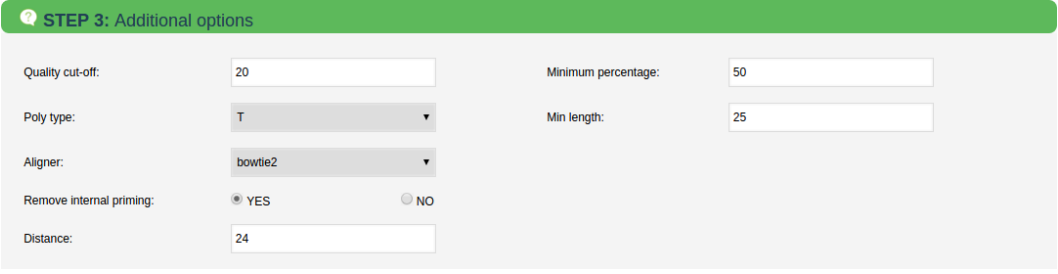 STEP 3: Additional options
Quality cut-off: 20 Minimum percentage: 50
Poly type: T Min length: 25
Aligner: bowtie2
Remove internal priming: YES NO
Distance: 24